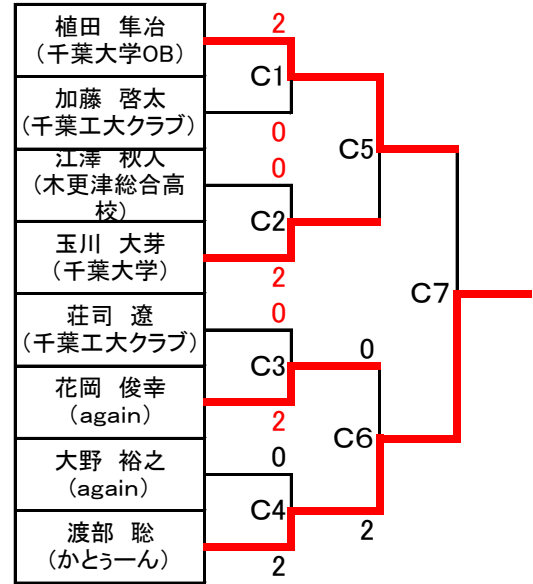 植田 隼冶
(千葉大学OB)
2
C1
加藤 啓太
(千葉工大クラブ)
0
C5
江澤 秋人
(木更津総合高
校)
0
C2
玉川 大芽
(千葉大学)
2
C7
荘司 遼
(千葉工大クラブ)
0
C3
花岡 俊幸
(again)
2
0
C6
大野 裕之
(again)
0
C4
渡部 聡
(かとぅーん)
2
2